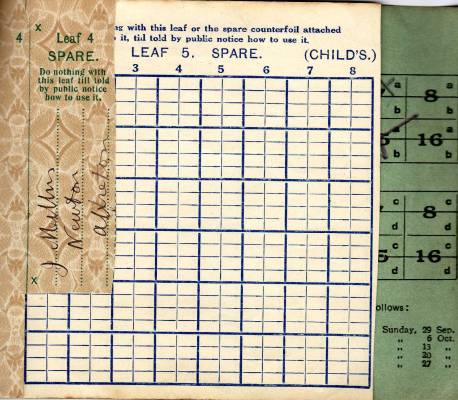 4
x
Leaf 4
SPARE.
Do nothing with
this leaf till told
by public notice
how to use it.
J Mullins
Newton
x
ng with this leaf or the spare counterfoil attached
o it, til told by public notice how to use it.
LEAF 5. SPARE. (CHILD'S.)
3 4 5 6 7 8
a 8 a
b b
5 a 16 a
b b
c 8 c
d d
5 c 16 c
d d
ollows:
Sunday, 29 Sep.
„ 6 Oct.
„ 13 „
„ 20 „
„ 27 „